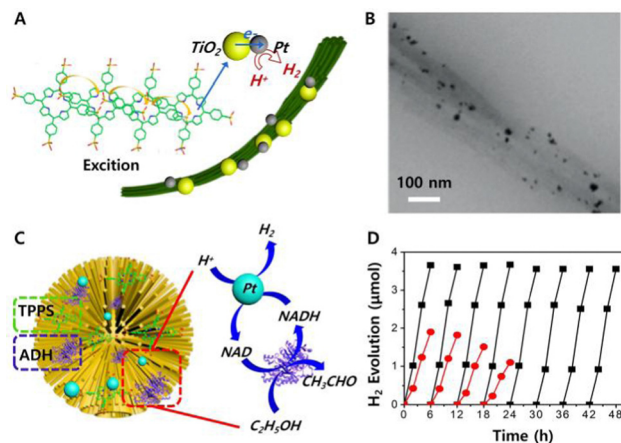 A
TiO2
e-
Pt
H+
H2
Excition
B
100 nm
C
TPPS
ADH
H2
H+
Pt
NADH
NAD
CH3CHO
C2H5OH
D
H2 Evolution (μmol)
4
3
2
1
0
0 6 12 18 24 30 36 42 48
Time (h)